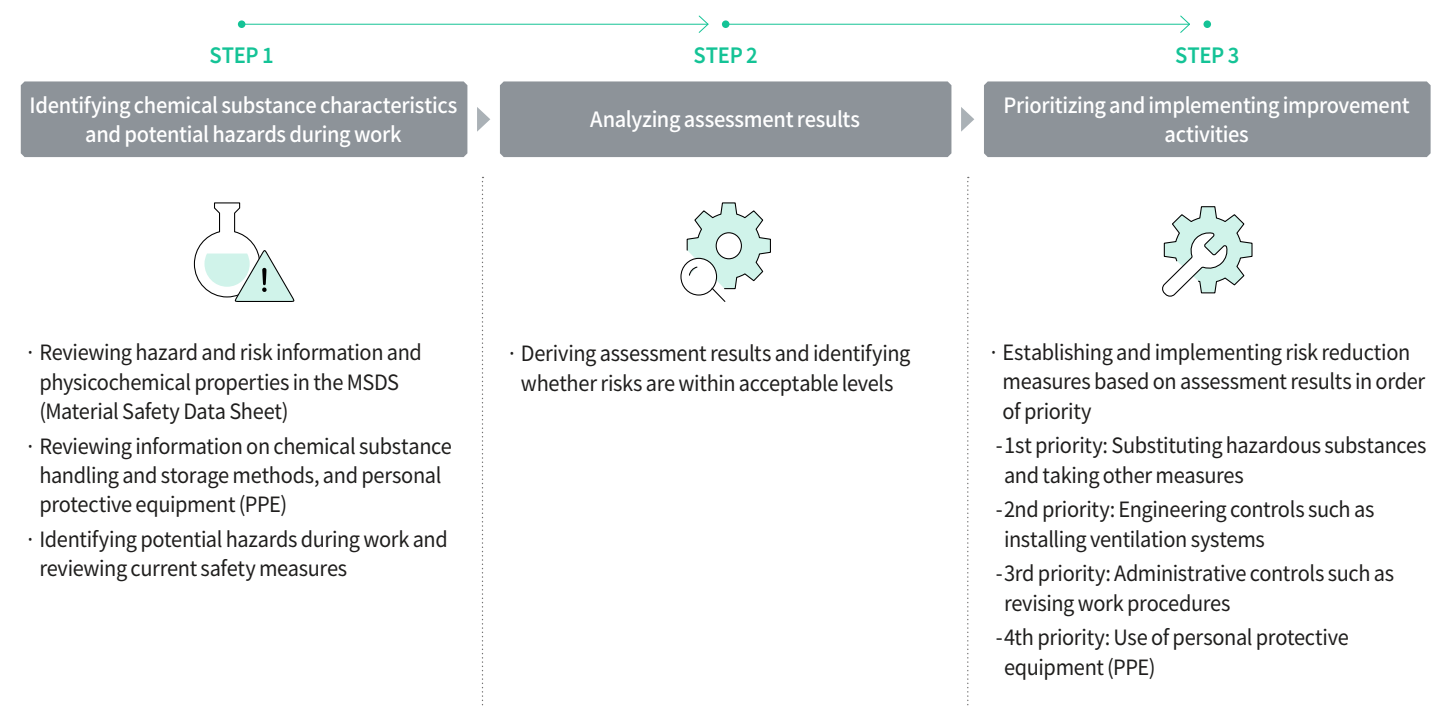 STEP 1
Identifying chemical substance characteristics
and potential hazards during work
· Reviewing hazard and risk information and
physicochemical properties in the MSDS
(Material Safety Data Sheet)
· Reviewing information on chemical substance
handling and storage methods, and personal
protective equipment (PPE)
· Identifying potential hazards during work and
reviewing current safety measures
STEP 2
Analyzing assessment results
· Deriving assessment results and identifying
whether risks are within acceptable levels
STEP 3
Prioritizing and implementing improvement
activities
· Establishing and implementing risk reduction
measures based on assessment results in order
of priority
-1st priority: Substituting hazardous substances
and taking other measures
-2nd priority: Engineering controls such as
installing ventilation systems
-3rd priority: Administrative controls such as
revising work procedures
-4th priority: Use of personal protective
equipment (PPE)